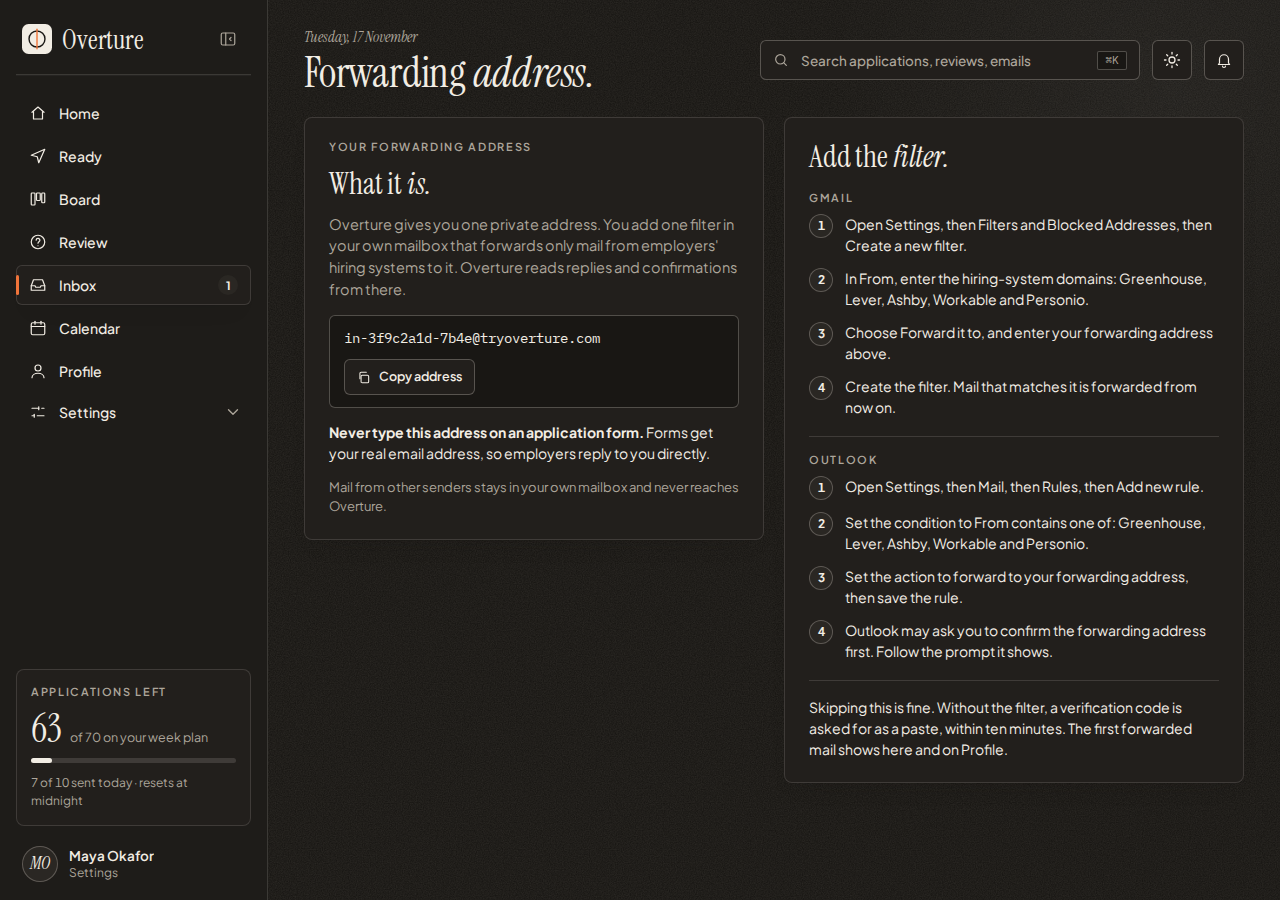 Overture
Home
Ready
Board
Review
Inbox
1
Calendar
Profile
Settings
APPLICATIONS LEFT
63 of 70 on your week plan
7 of 10 sent today · resets at
midnight
MO
Maya Okafor
Settings
Tuesday, 17 November
Forwarding address.
Search applications, reviews, emails
⌘K
YOUR FORWARDING ADDRESS
What it is.
Overture gives you one private address. You add one filter in
your own mailbox that forwards only mail from employers'
hiring systems to it. Overture reads replies and confirmations
from there.
in-3f9c2a1d-7b4e@tryoverture.com
Copy address
Never type this address on an application form. Forms get
your real email address, so employers reply to you directly.
Mail from other senders stays in your own mailbox and never reaches
Overture.
Add the filter.
GMAIL
1 Open Settings, then Filters and Blocked Addresses, then
Create a new filter.
2 In From, enter the hiring-system domains: Greenhouse,
Lever, Ashby, Workable and Personio.
3 Choose Forward it to, and enter your forwarding address
above.
4 Create the filter. Mail that matches it is forwarded from
now on.
OUTLOOK
1 Open Settings, then Mail, then Rules, then Add new rule.
2 Set the condition to From contains one of: Greenhouse,
Lever, Ashby, Workable and Personio.
3 Set the action to forward to your forwarding address,
then save the rule.
4 Outlook may ask you to confirm the forwarding address
first. Follow the prompt it shows.
Skipping this is fine. Without the filter, a verification code is
asked for as a paste, within ten minutes. The first forwarded
mail shows here and on Profile.